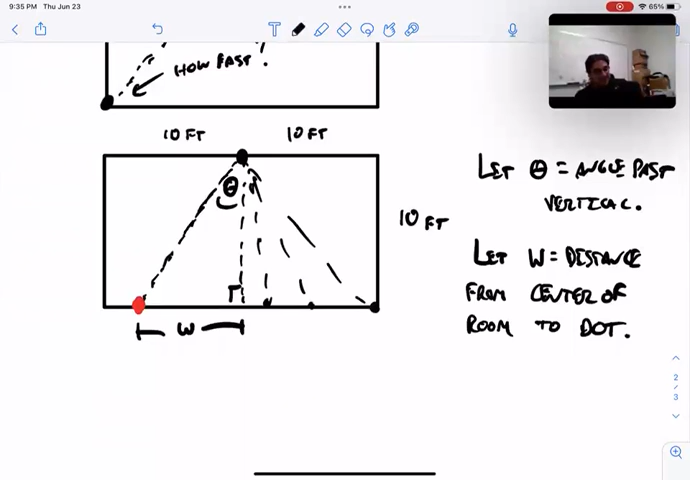 9:35 PM Thu Jun 23
65%
HOW FAST?
10 FT 10 FT
θ
10 FT
W
LET θ = ANGLE PAST
VERTICAL.
LET W = DISTANCE
FROM CENTER OF
ROOM TO DOT.
2
/
3